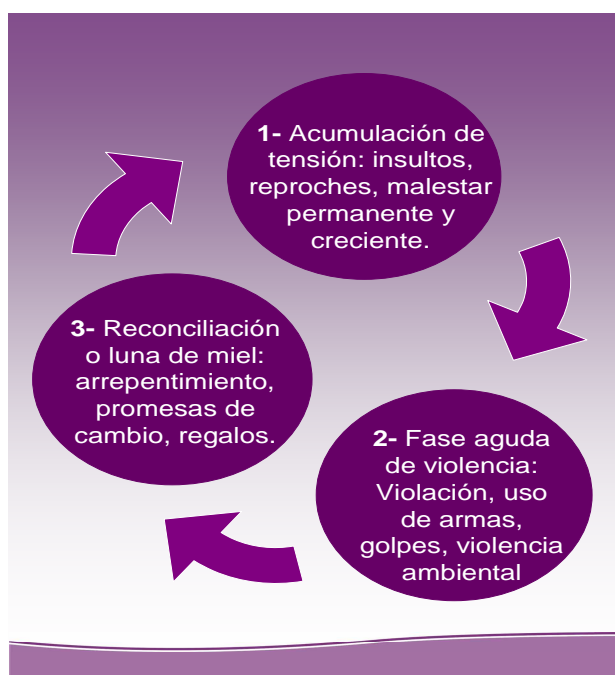 1- Acumulación de
tensión: insultos,
reproches, malestar
permanente y
creciente.
3- Reconciliación
o luna de miel:
arrepentimiento,
promesas de
cambio, regalos.
2- Fase aguda
de violencia:
Violación, uso
de armas,
golpes, violencia
ambiental